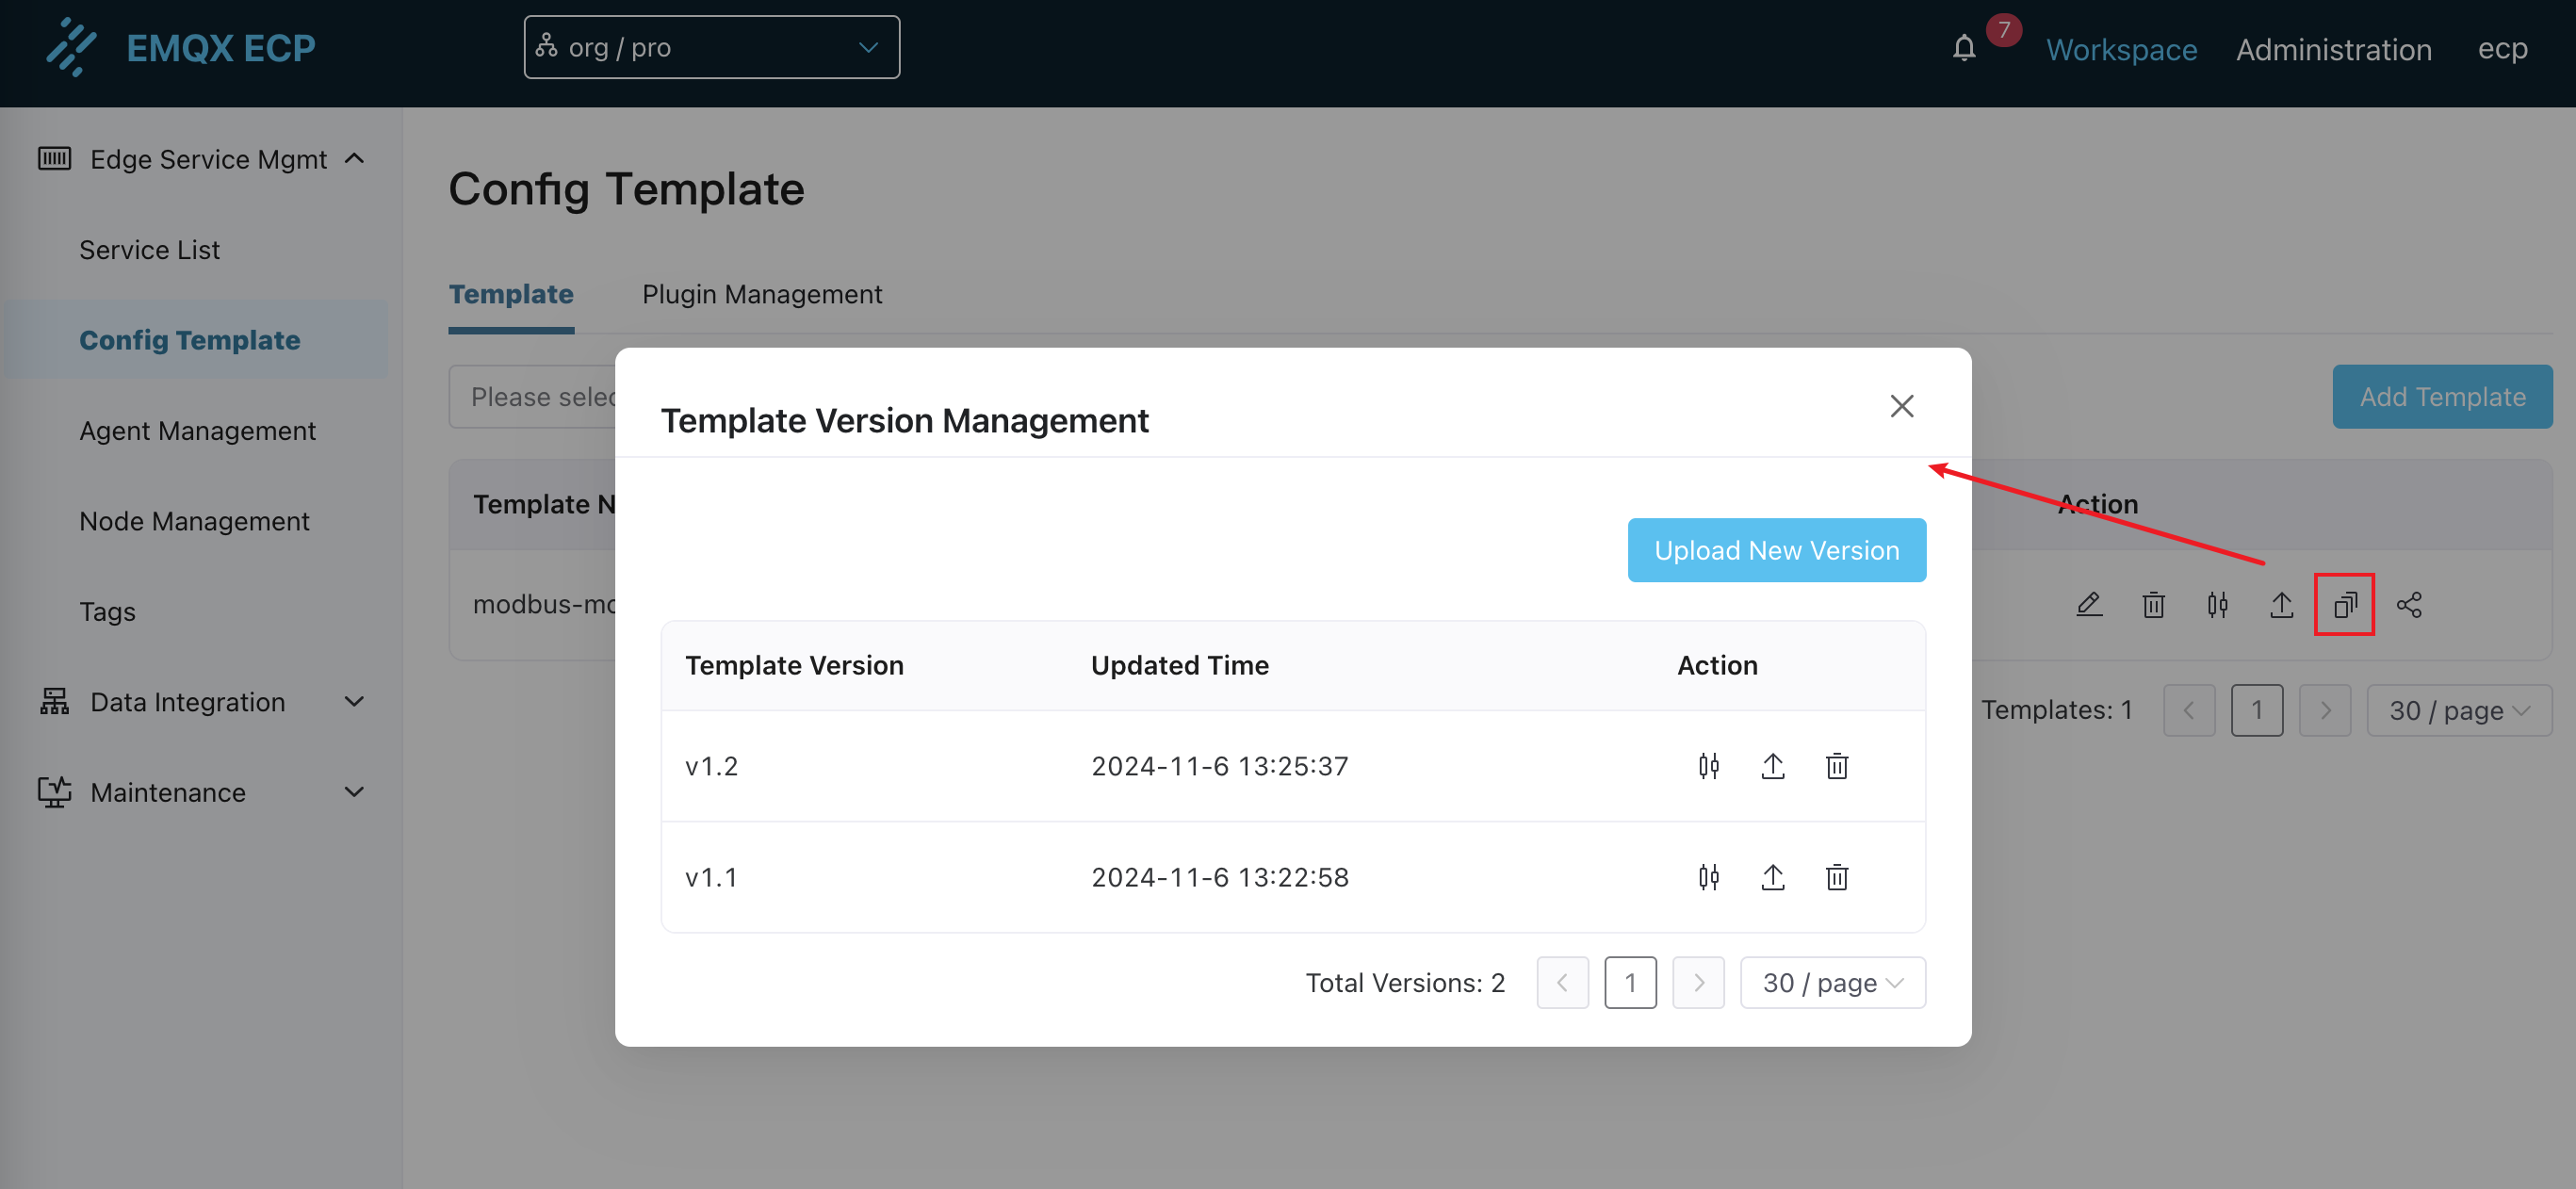 EMQX ECP
org / pro
7
Workspace
Administration
ecp
Edge Service Mgmt
Service List
Config Template
Agent Management
Node Management
Tags
Data Integration
Maintenance
Config Template
Template
Plugin Management
Please selec
Add Template
Template N
Action
modbus-mo
Templates: 1
1
30 / page
Template Version Management
Upload New Version
Template Version
Updated Time
Action
v1.2
2024-11-6 13:25:37
v1.1
2024-11-6 13:22:58
Total Versions: 2
1
30 / page